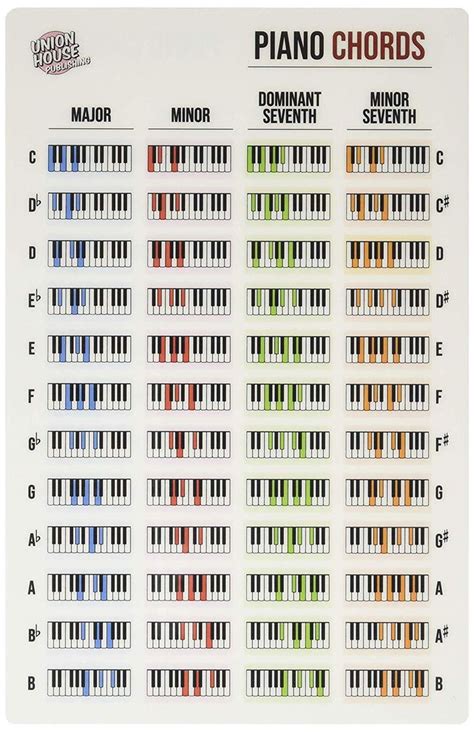 UNION
HOUSE
PUBLISHING
PIANO CHORDS
MAJOR MINOR DOMINANT SEVENTH MINOR SEVENTH
C C
D♭ C♯
D D
E♭ D♯
E E
F F
G♭ F♯
G G
A♭ G♯
A A
B♭ A♯
B B